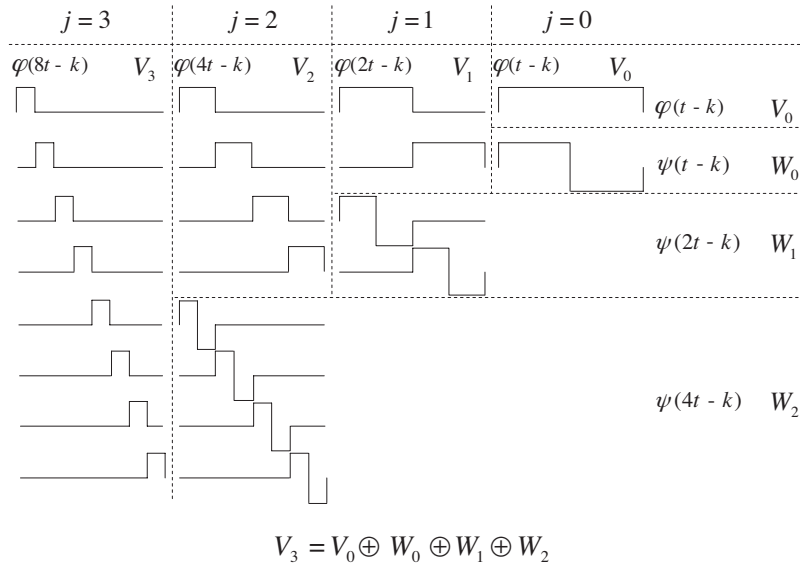 j = 3 j = 2 j = 1 j = 0
φ(8t - k) V₃ φ(4t - k) V₂ φ(2t - k) V₁ φ(t - k) V₀
φ(t - k) V₀
ψ(t - k) W₀
ψ(2t - k) W₁
ψ(4t - k) W₂
V₃ = V₀ ⊕ W₀ ⊕ W₁ ⊕ W₂